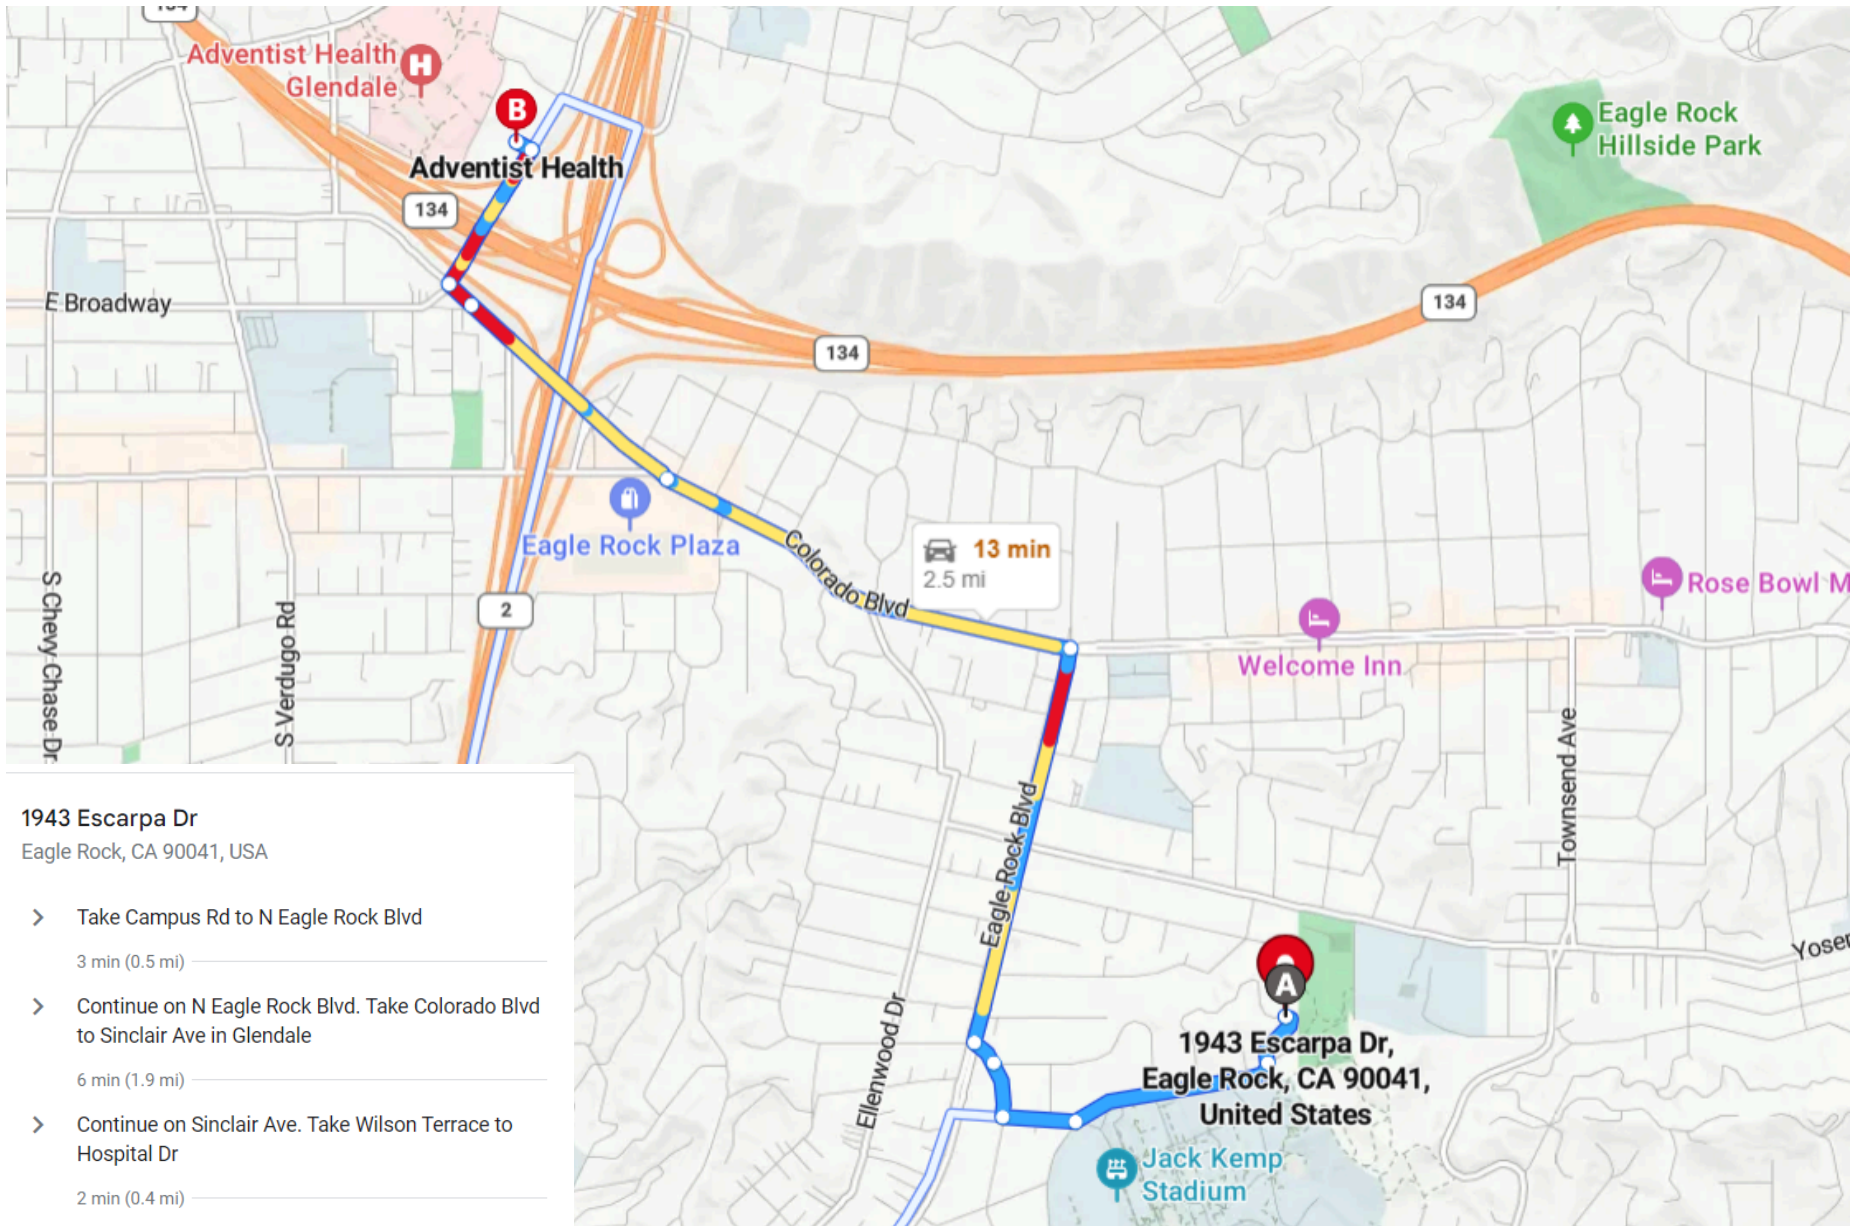 134
Adventist Health
Glendale
H
B
Adventist Health
134
Eagle Rock
Hillside Park
E Broadway
134
134
Eagle Rock Plaza
Colorado Blvd
13 min
2.5 mi
2
S Chevy Chase Dr
S Verdugo Rd
Rose Bowl M
Welcome Inn
Townsend Ave
Eagle Rock Blvd
Yosem
A
1943 Escarpa Dr,
Eagle Rock, CA 90041,
United States
Ellenwood Dr
Jack Kemp
Stadium
1943 Escarpa Dr
Eagle Rock, CA 90041, USA
Take Campus Rd to N Eagle Rock Blvd
3 min (0.5 mi)
Continue on N Eagle Rock Blvd. Take Colorado Blvd
to Sinclair Ave in Glendale
6 min (1.9 mi)
Continue on Sinclair Ave. Take Wilson Terrace to
Hospital Dr
2 min (0.4 mi)